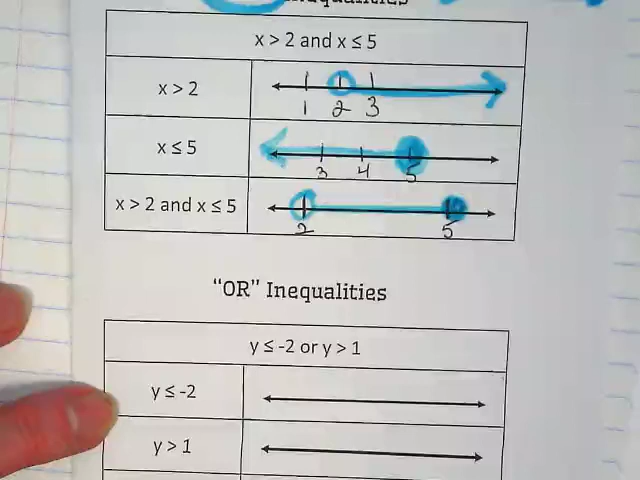 Inequalities
x > 2 and x ≤ 5
x > 2
1 2 3
x ≤ 5
3 4 5
x > 2 and x ≤ 5
2 5
"OR" Inequalities
y ≤ -2 or y > 1
y ≤ -2
y > 1